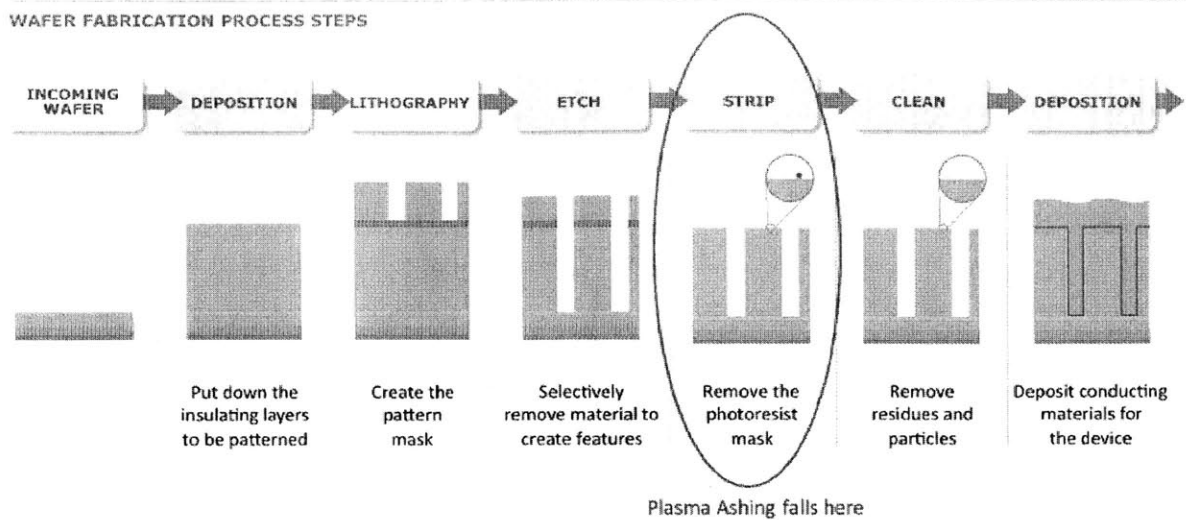 WAFER FABRICATION PROCESS STEPS
INCOMING
WAFER
DEPOSITION
LITHOGRAPHY
ETCH
STRIP
CLEAN
DEPOSITION
Put down the
insulating layers
to be patterned
Create the
pattern
mask
Selectively
remove material to
create features
Remove the
photoresist
mask
Remove
residues and
particles
Deposit conducting
materials for
the device
Plasma Ashing falls here